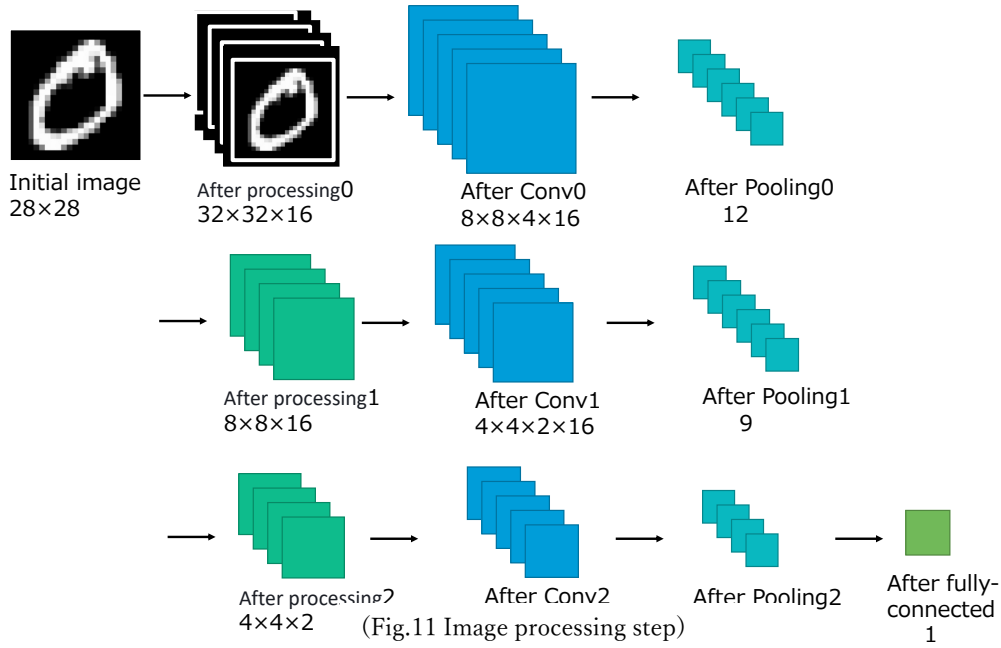 Initial image
28×28
After processing0
32×32×16
After Conv0
8×8×4×16
After Pooling0
12
After processing1
8×8×16
After Conv1
4×4×2×16
After Pooling1
9
After processing2
4×4×2
After Conv2
After Pooling2
After fully-
connected
1
(Fig.11 Image processing step)